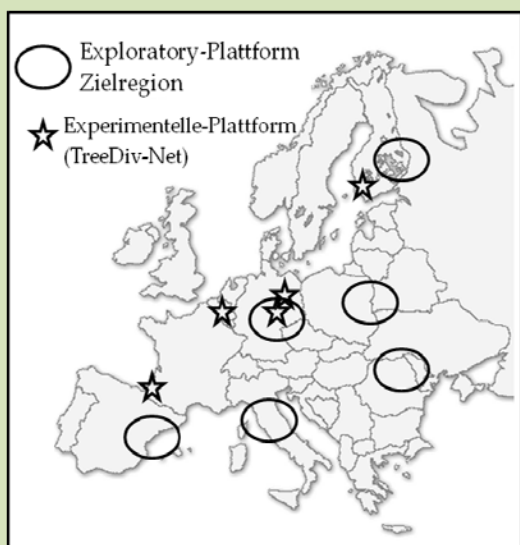 Exploratory-Plattform
Zielregion
Experimentelle-Plattform
(TreeDiv-Net)